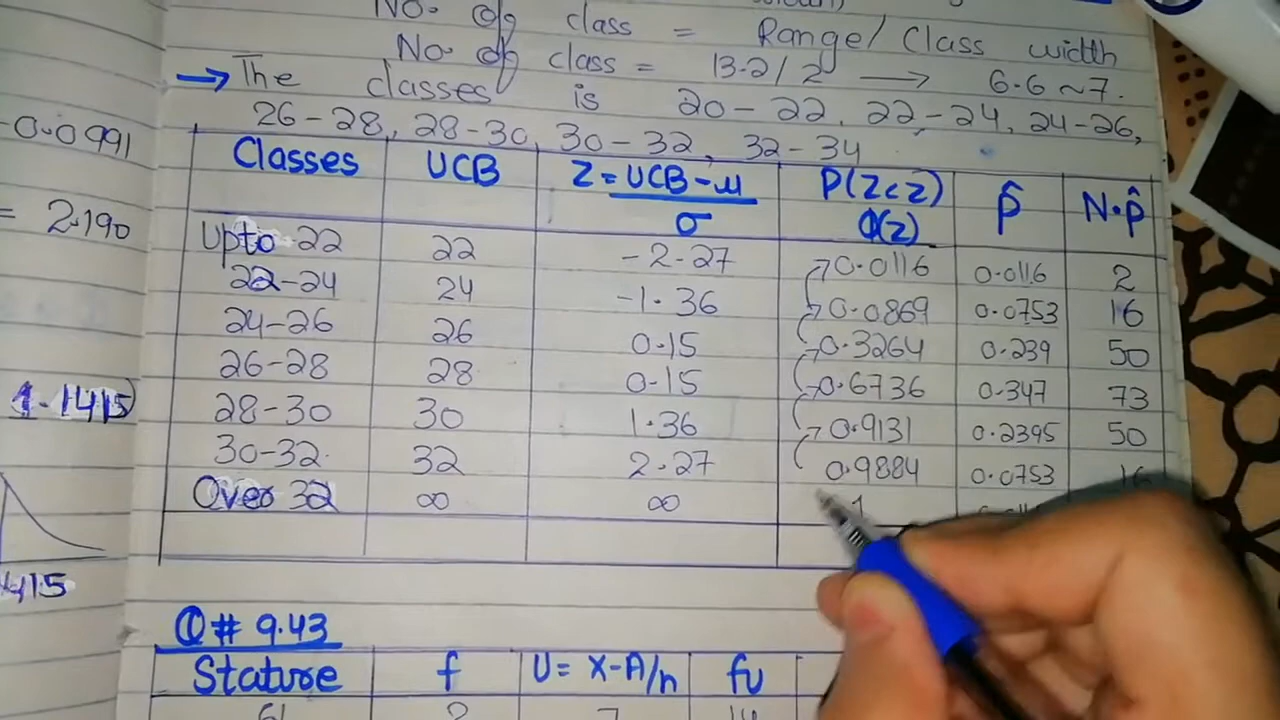 No. of class = Range/Class width
No. of class = 13.2/2 → 6.6~7.
→ The classes is 20-22, 22-24, 24-26,
26-28, 28-30, 30-32, 32-34
-0.0991
= 2.190
1.1415)
415
Classes UCB Z = UCB-μ/σ P(Z<z) Φ(z) P̂ N.P̂
Upto 22 22 -2.27 0.0116 0.0116 2
22-24 24 -1.36 0.0869 0.0753 16
24-26 26 0.15 0.3264 0.239 50
26-28 28 0.15 0.6736 0.347 73
28-30 30 1.36 0.9131 0.2395 50
30-32 32 2.27 0.9884 0.0753 16
Over 32 ∞ ∞ 1
Q# 9.43
Stature f U = X-A/h fu
61 2